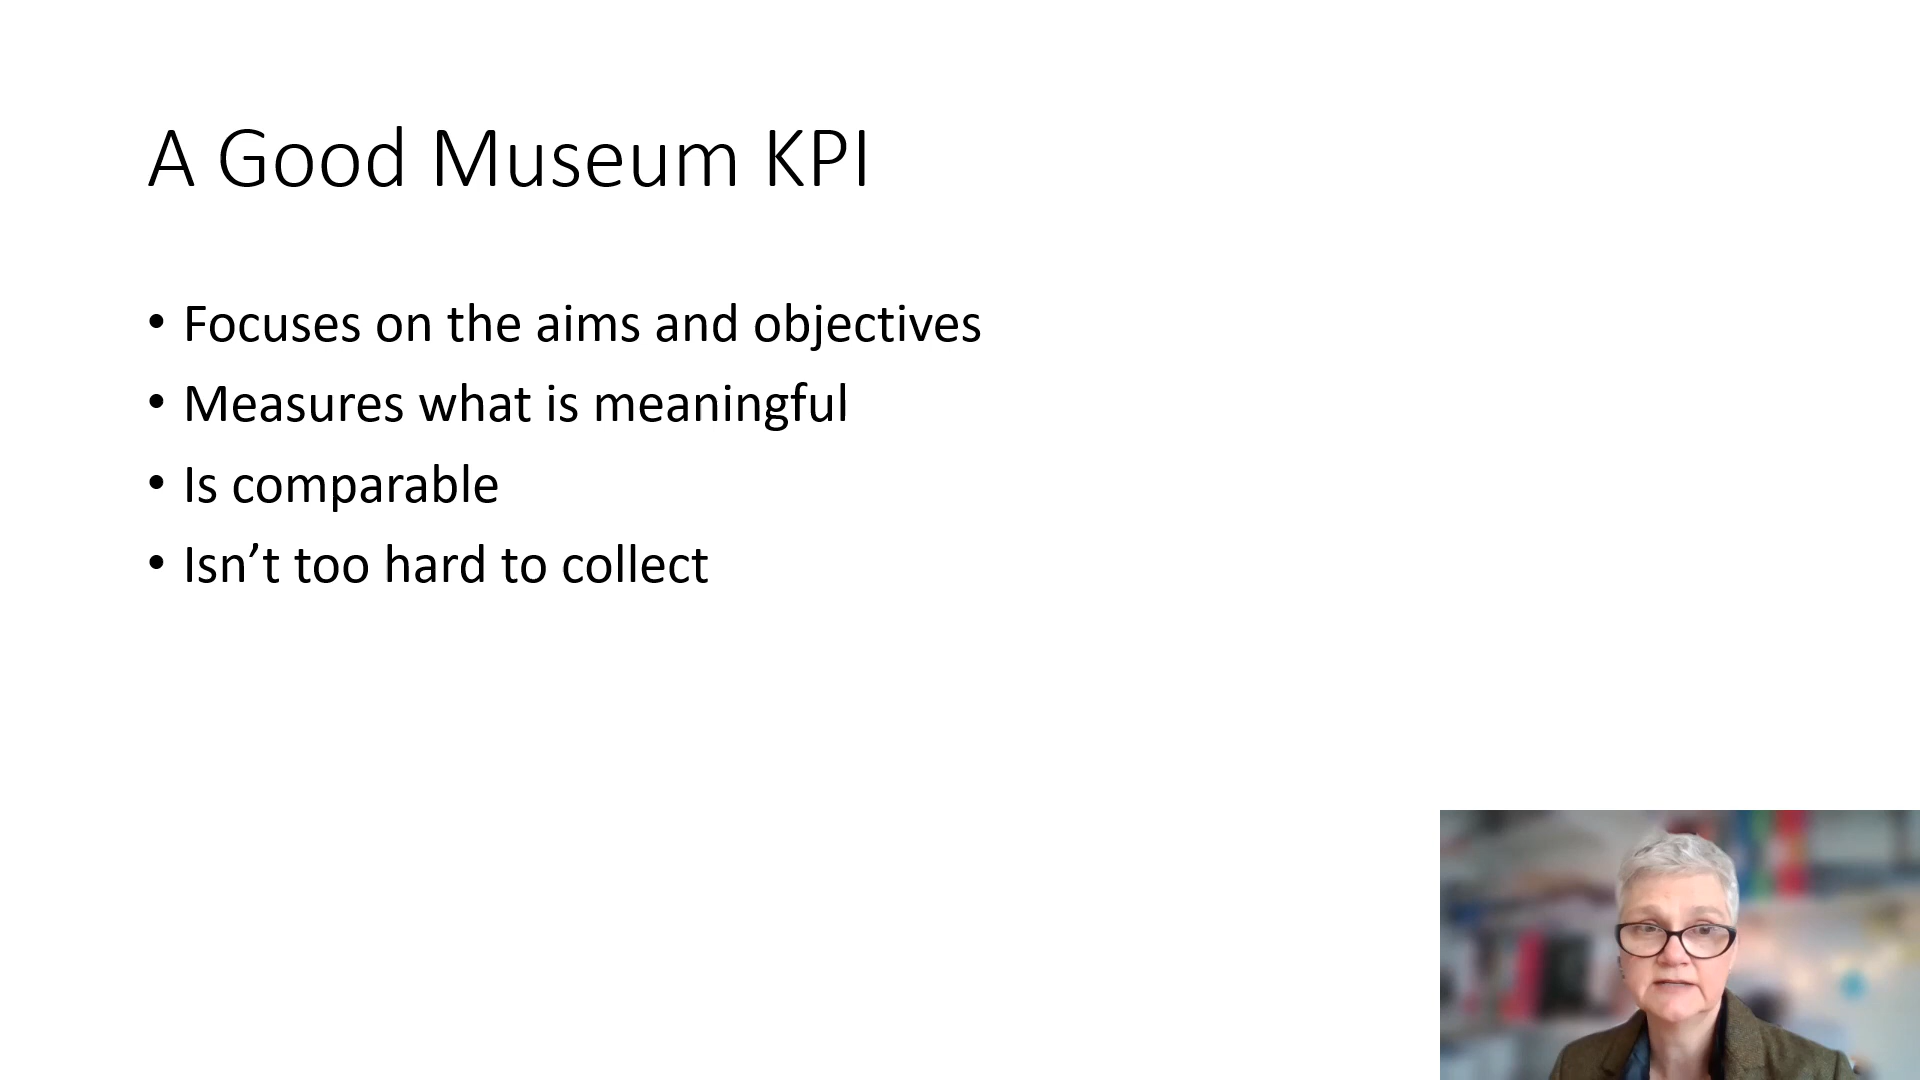 A Good Museum KPI
• Focuses on the aims and objectives
• Measures what is meaningful
• Is comparable
• Isn’t too hard to collect